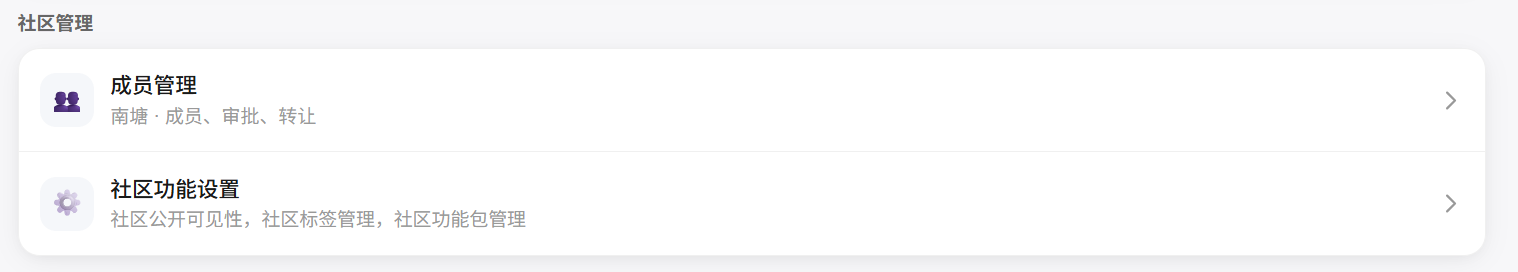 社区管理
成员管理
南塘 · 成员、审批、转让
社区功能设置
社区公开可见性，社区标签管理，社区功能包管理